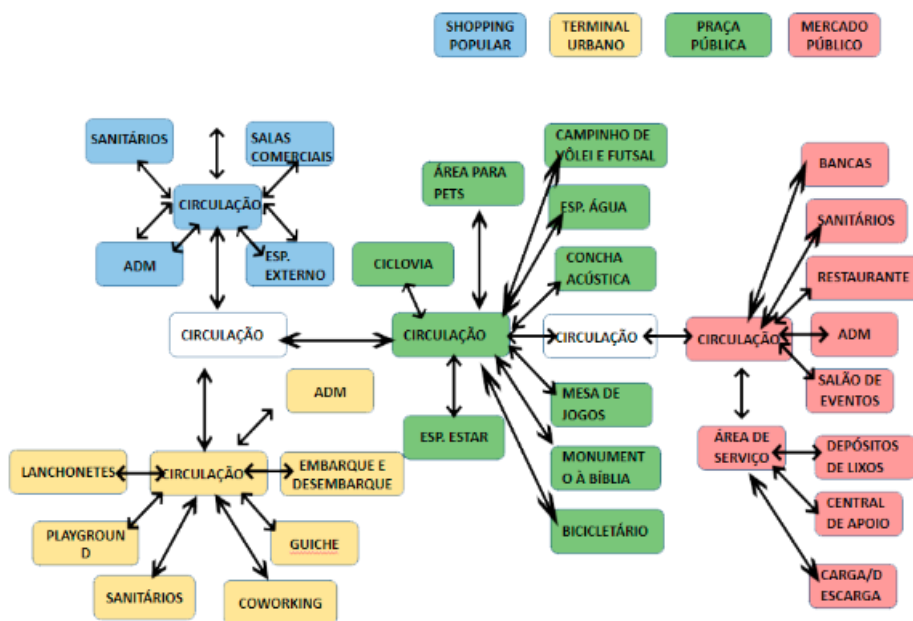 SHOPPING
POPULAR
TERMINAL
URBANO
PRAÇA
PÚBLICA
MERCADO
PÚBLICO
SANITÁRIOS
SALAS
COMERCIAIS
CIRCULAÇÃO
ADM
ESP.
EXTERNO
CIRCULAÇÃO
ADM
LANCHONETES
CIRCULAÇÃO
EMBARQUE E
DESEMBARQUE
PLAYGROUN
D
GUICHE
SANITÁRIOS
COWORKING
CAMPINHO DE
VÔLEI E FUTSAL
ÁREA PARA
PETS
ESP. ÁGUA
CICLOVIA
CONCHA
ACÚSTICA
CIRCULAÇÃO
CIRCULAÇÃO
MESA DE
JOGOS
ESP. ESTAR
MONUMENT
O À BÍBLIA
BICICLETÁRIO
BANCAS
SANITÁRIOS
RESTAURANTE
CIRCULAÇÃO
ADM
SALÃO DE
EVENTOS
ÁREA DE
SERVIÇO
DEPÓSITOS
DE LIXOS
CENTRAL
DE APOIO
CARGA/D
ESCARGA